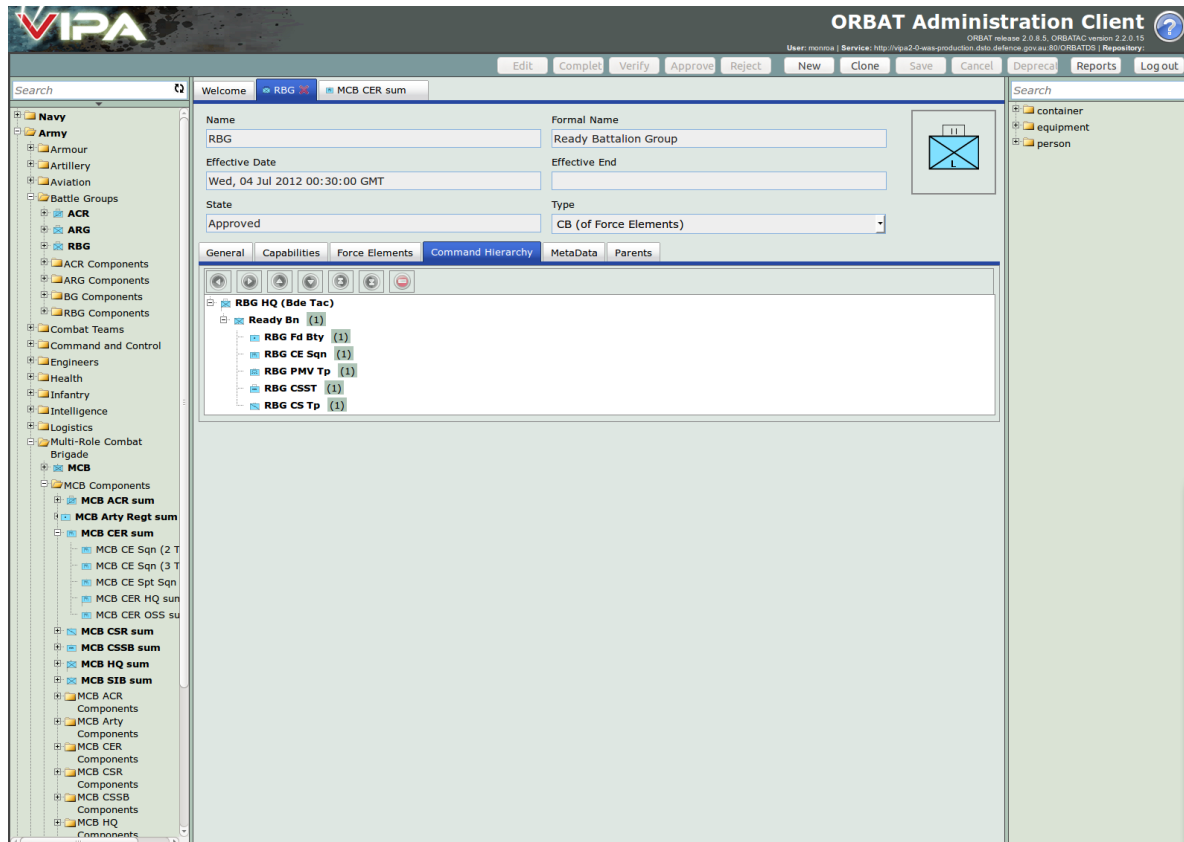 VIPA
ORBAT Administration Client
ORBAT release 2.0.8.5, ORBATAC version 2.2.0.15
User: monroa | Service: http://vipa2-0-was-production.dsto.defence.gov.au:80/ORBATDS | Repository:
?
Edit Complet Verify Approve Reject New Clone Save Cancel Deprecat Reports Logout
Search
Navy
Army
Armour
Artillery
Aviation
Battle Groups
ACR
ARG
RBG
ACR Components
ARG Components
BG Components
RBG Components
Combat Teams
Command and Control
Engineers
Health
Infantry
Intelligence
Logistics
Multi-Role Combat
Brigade
MCB
MCB Components
MCB ACR sum
MCB Arty Regt sum
MCB CER sum
MCB CE Sqn (2 T
MCB CE Sqn (3 T
MCB CE Spt Sqn
MCB CER HQ sum
MCB CER OSS su
MCB CSR sum
MCB CSSB sum
MCB HQ sum
MCB SIB sum
MCB ACR
Components
MCB Arty
Components
MCB CER
Components
MCB CSR
Components
MCB CSSB
Components
MCB HQ
Components
Welcome RBG MCB CER sum
Name Formal Name
RBG Ready Battalion Group
Effective Date Effective End
Wed, 04 Jul 2012 00:30:00 GMT
State Type
Approved CB (of Force Elements)
II
L
General Capabilities Force Elements Command Hierarchy MetaData Parents
RBG HQ (Bde Tac)
Ready Bn (1)
RBG Fd Bty (1)
RBG CE Sqn (1)
RBG PMV Tp (1)
RBG CSST (1)
RBG CS Tp (1)
Search
container
equipment
person